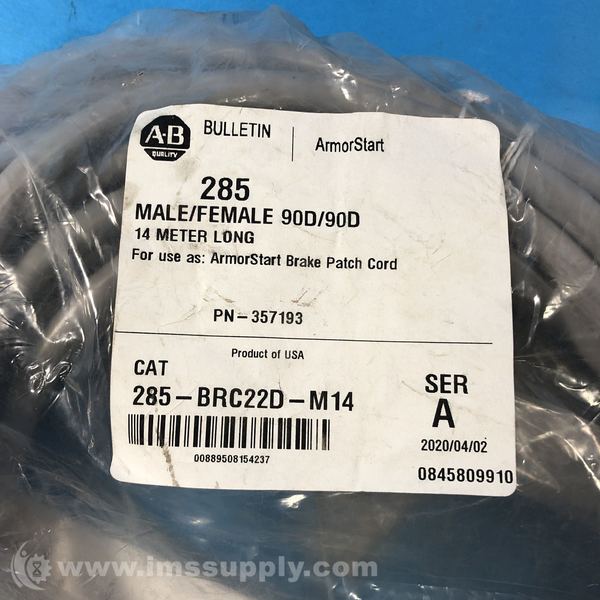 A-B
QUALITY
BULLETIN
ArmorStart
285
MALE/FEMALE 90D/90D
14 METER LONG
For use as: ArmorStart Brake Patch Cord
PN-357193
Product of USA
CAT
285-BRC22D-M14
00889508154237
SER
A
2020/04/02
0845809910
www.imssupply.com